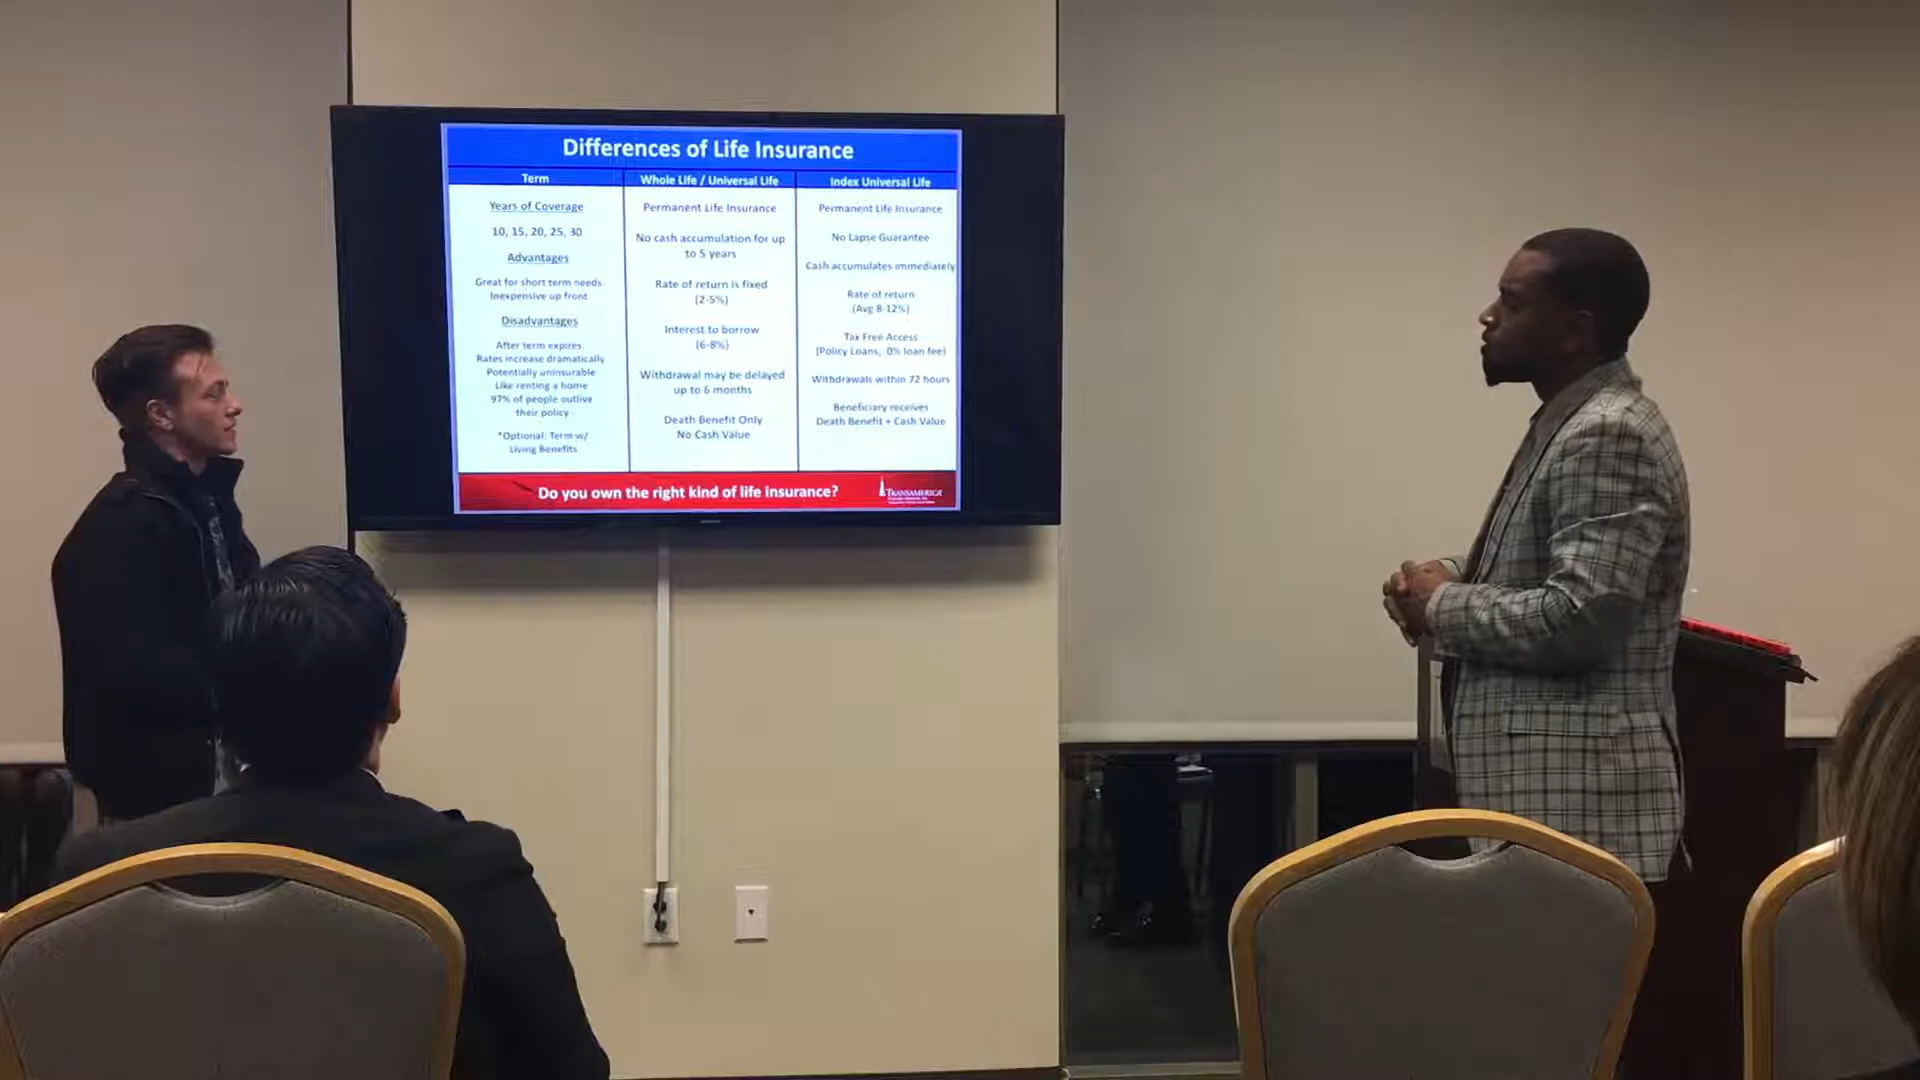 Differences of Life Insurance
Term
Years of Coverage
10, 15, 20, 25, 30
Advantages
Great for short term needs
Inexpensive up front
Disadvantages
After term expires:
Rates increase dramatically
Potentially uninsurable
Like renting a home
97% of people outlive
their policy
*Optional: Term w/
Living Benefits
Whole Life / Universal Life
Permanent Life Insurance
No cash accumulation for up
to 5 years
Rate of return is fixed
(2-5%)
Interest to borrow
(6-8%)
Withdrawal may be delayed
up to 6 months
Death Benefit Only
No Cash Value
Index Universal Life
Permanent Life Insurance
No Lapse Guarantee
Cash accumulates immediately
Rate of return
(Avg 8-12%)
Tax Free Access
(Policy Loans, 0% loan fee)
Withdrawals within 72 hours
Beneficiary receives
Death Benefit + Cash Value
Do you own the right kind of life insurance?
TRANSAMERICA